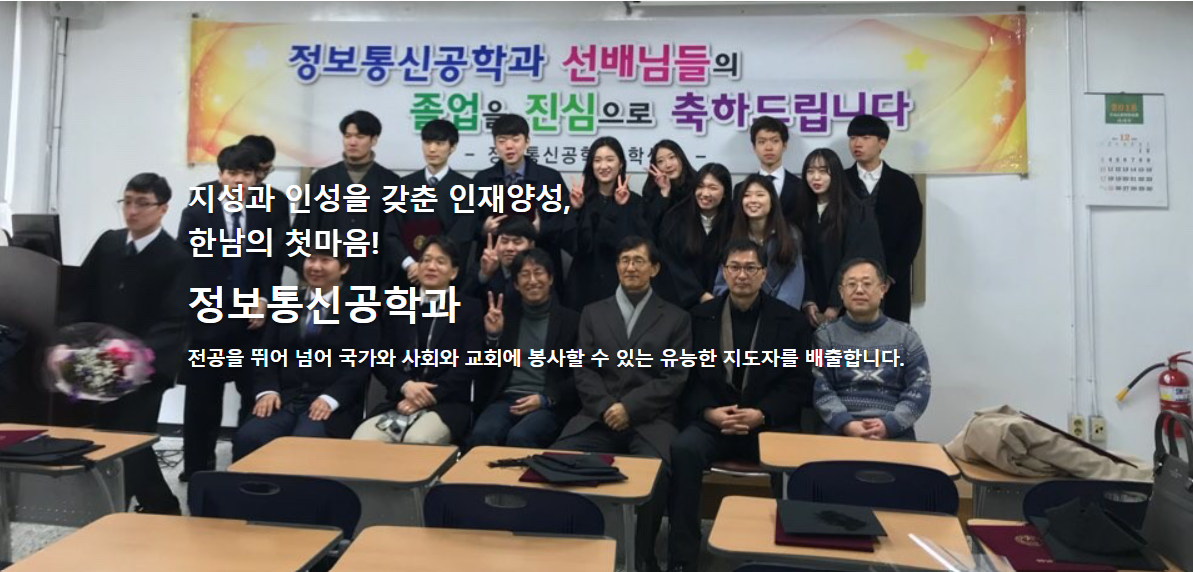 정보통신공학과 선배님들의
졸업을 진심으로 축하드립니다
지성과 인성을 갖춘 인재양성,
한남의 첫마음!
정보통신공학과
전공을 뛰어 넘어 국가와 사회와 교회에 봉사할 수 있는 유능한 지도자를 배출합니다.
12